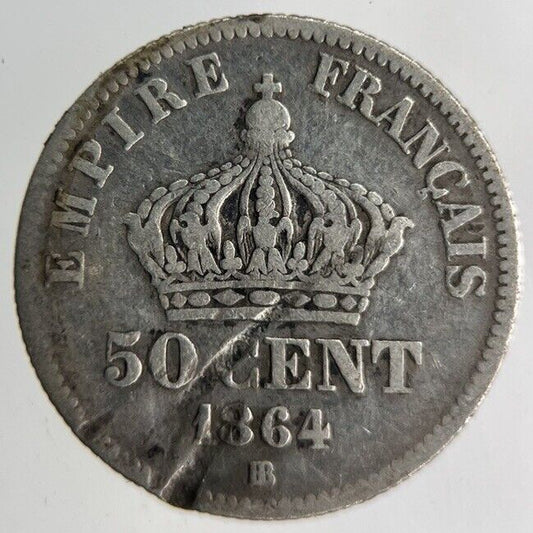 EMPIRE FRANÇAIS
50 CENT
1864
BB